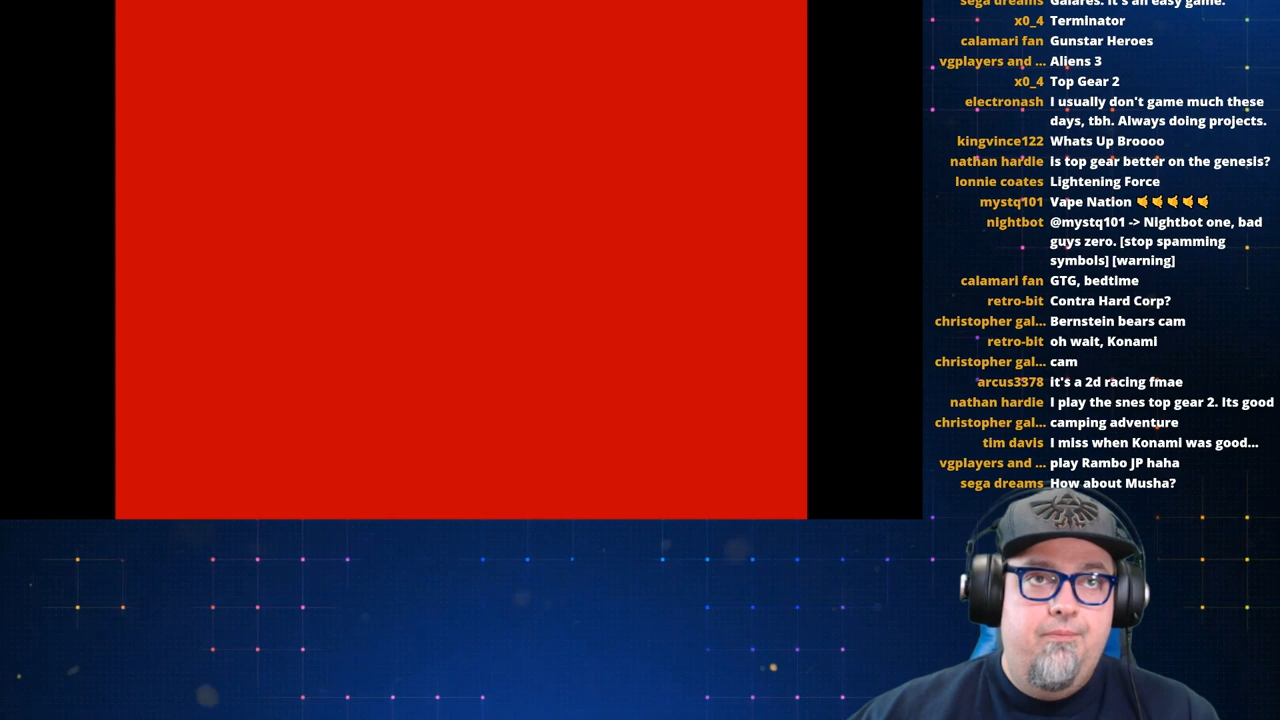 sega dreams Galares. It's an easy game.
x0_4 Terminator
calamari fan Gunstar Heroes
vgplayers and ... Aliens 3
x0_4 Top Gear 2
electronash I usually don't game much these
days, tbh. Always doing projects.
kingvince122 Whats Up Broooo
nathan hardie is top gear better on the genesis?
lonnie coates Lightening Force
mystq101 Vape Nation 🤙🤙🤙🤙🤙
nightbot @mystq101 -> Nightbot one, bad
guys zero. [stop spamming
symbols] [warning]
calamari fan GTG, bedtime
retro-bit Contra Hard Corp?
christopher gal... Bernstein bears cam
retro-bit oh wait, Konami
christopher gal... cam
arcus3378 it's a 2d racing fmae
nathan hardie I play the snes top gear 2. Its good
christopher gal... camping adventure
tim davis I miss when Konami was good...
vgplayers and ... play Rambo JP haha
sega dreams How about Musha?